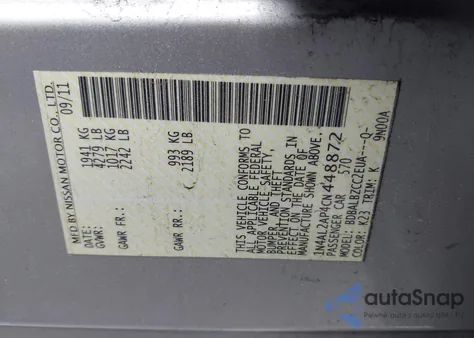 MFD BY NISSAN MOTOR CO., LTD.
DATE: 09/11
GVWR: 1941 KG
4279 LB
GAWR FR.: 1017 KG
2242 LB
GAWR RR.: 993 KG
2189 LB
THIS VEHICLE CONFORMS TO
ALL APPLICABLE FEDERAL
MOTOR VEHICLE SAFETY,
BUMPER, AND THEFT
PREVENTION STANDARDS IN
EFFECT ON THE DATE OF
MANUFACTURE SHOWN ABOVE.
1N4AL2AP4CN448872
PASSENGER CAR 570
MODEL: BDBALBZCC2EUA---Q-
COLOR: K23 TRIM: K 9N00A
autoSnap